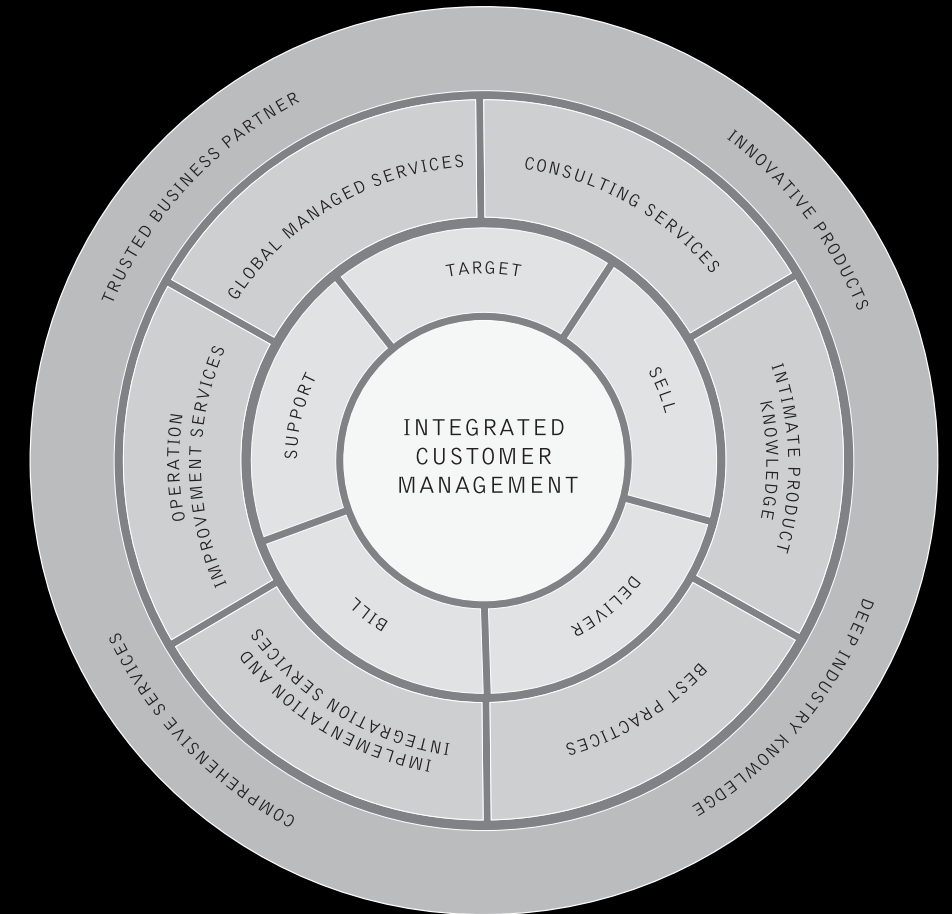 TRUSTED BUSINESS PARTNER
INNOVATIVE PRODUCTS
DEEP INDUSTRY KNOWLEDGE
COMPREHENSIVE SERVICES
GLOBAL MANAGED SERVICES
CONSULTING SERVICES
INTIMATE PRODUCT
KNOWLEDGE
BEST PRACTICES
IMPLEMENTATION AND
INTEGRATION SERVICES
OPERATION
IMPROVEMENT SERVICES
TARGET
SELL
DELIVER
BILL
SUPPORT
INTEGRATED
CUSTOMER
MANAGEMENT